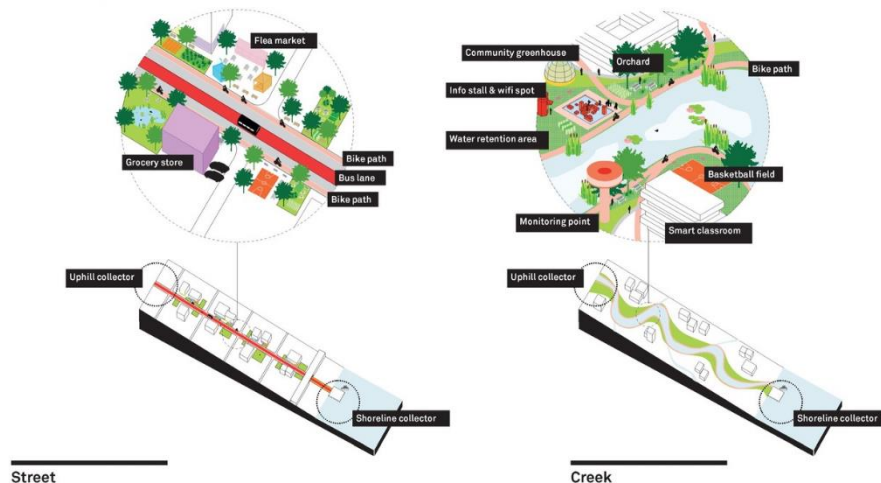 Flea market
Grocery store
Bike path
Bus lane
Bike path
Uphill collector
Shoreline collector
Street
Community greenhouse
Orchard
Bike path
Info stall & wifi spot
Water retention area
Basketball field
Monitoring point
Smart classroom
Uphill collector
Shoreline collector
Creek